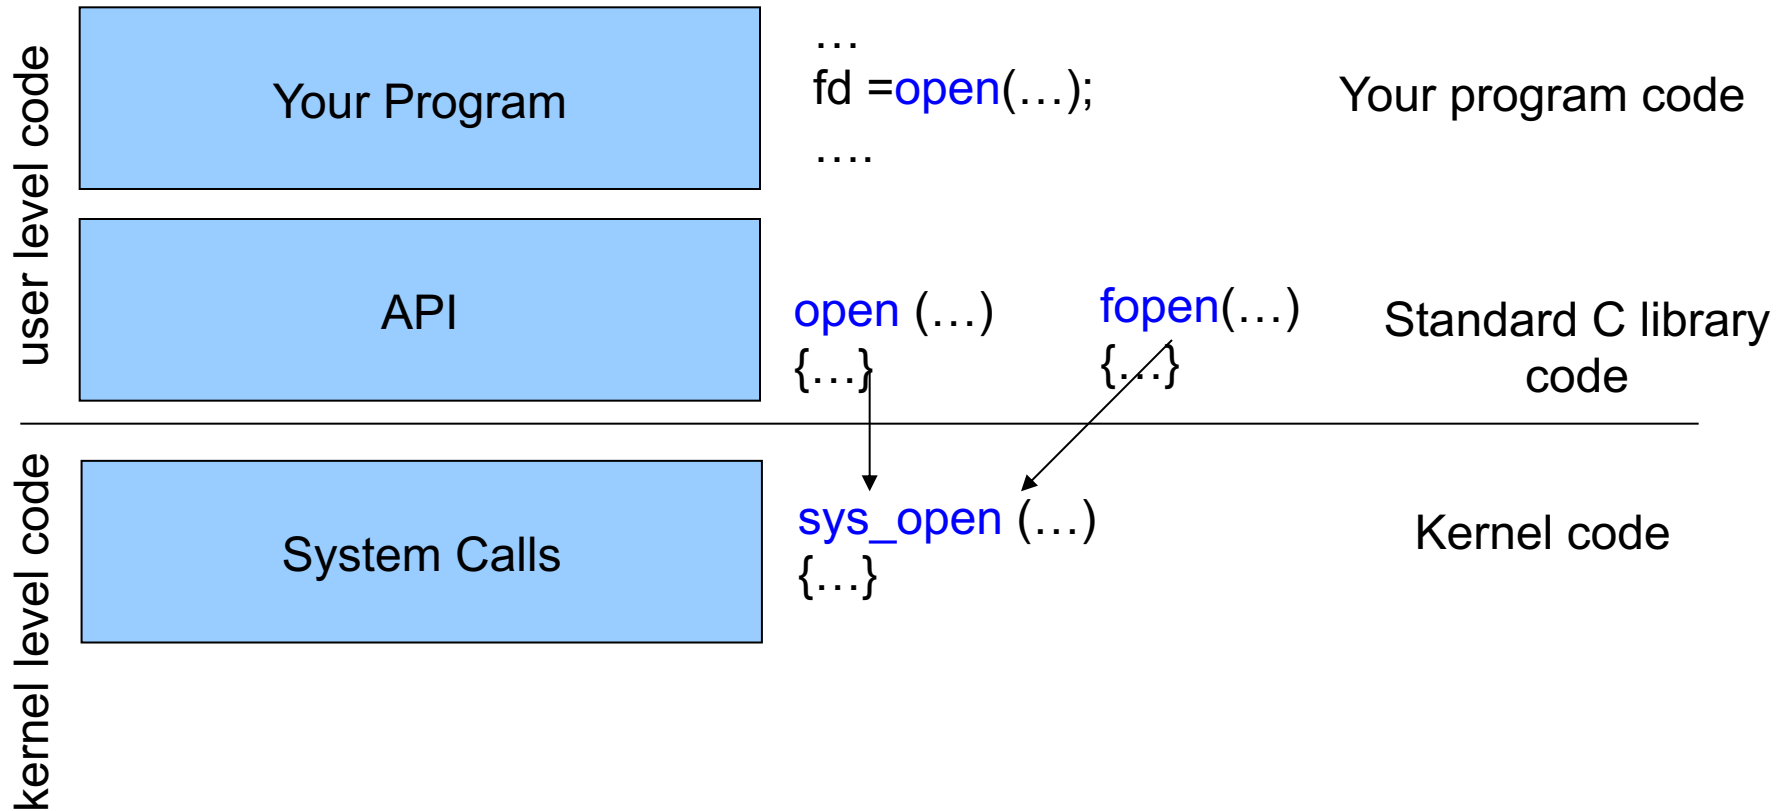 user level code
Your Program
…
fd =open(…);
….
Your program code
API
open (…)
{…}
fopen(…)
{…}
Standard C library
code
kernel level code
System Calls
sys_open (…)
{…}
Kernel code